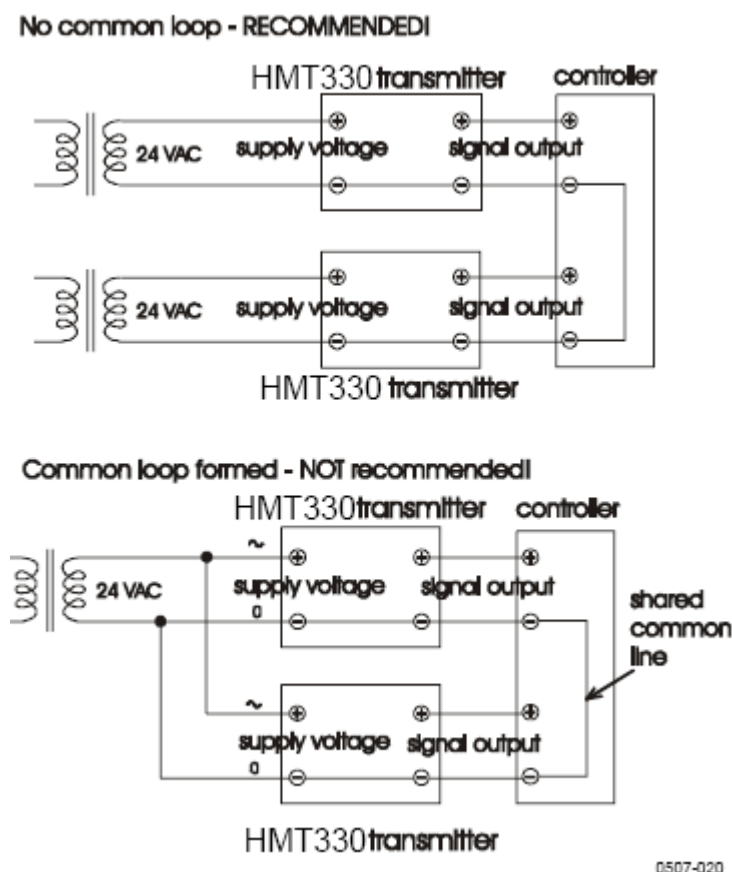 No common loop - RECOMMENDED!
HMT330 transmitter controller
24 VAC supply voltage signal output
24 VAC supply voltage signal output
HMT330 transmitter
Common loop formed - NOT recommended!
HMT330 transmitter controller
~
24 VAC supply voltage signal output
0
shared
common
line
~
supply voltage signal output
0
HMT330 transmitter
0507-020